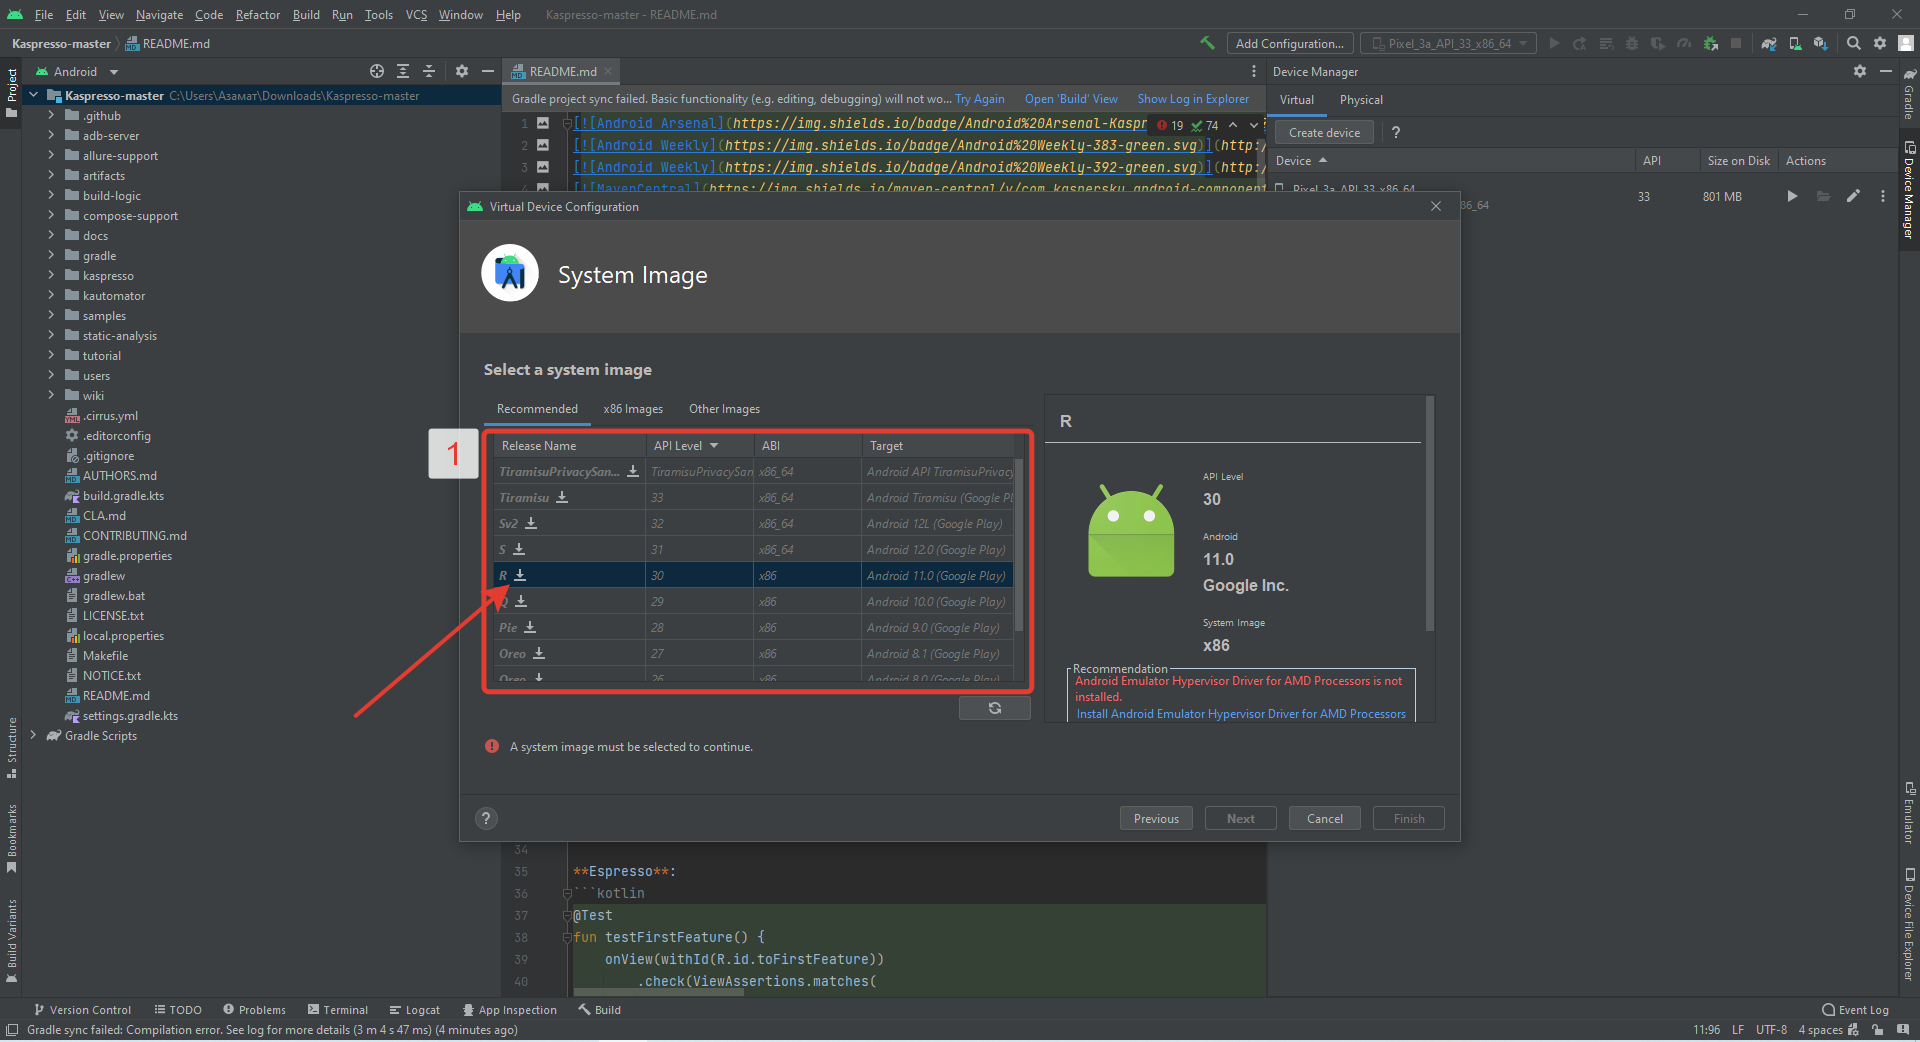 File Edit View Navigate Code Refactor Build Run Tools VCS Window Help Kaspresso-master - README.md
Kaspresso-master README.md Add Configuration... Pixel_3a_API_33_x86_64
Project
Android
Kaspresso-master C:\Users\Азамат\Downloads\Kaspresso-master
.github
adb-server
allure-support
artifacts
build-logic
compose-support
docs
gradle
kaspresso
kautomator
samples
static-analysis
tutorial
users
wiki
.cirrus.yml
.editorconfig
.gitignore
AUTHORS.md
build.gradle.kts
CLA.md
CONTRIBUTING.md
gradle.properties
gradlew
gradlew.bat
LICENSE.txt
local.properties
Makefile
NOTICE.txt
README.md
settings.gradle.kts
Gradle Scripts
Structure
Bookmarks
Build Variants
README.md
Gradle project sync failed. Basic functionality (e.g. editing, debugging) will not wo... Try Again Open 'Build' View Show Log in Explorer
1 [![Android Arsenal](https://img.shields.io/badge/Android%20Arsenal-Kaspr
19 74
2 [![Android Weekly](https://img.shields.io/badge/Android%20Weekly-383-green.svg)](http:/
3 [![Android Weekly](https://img.shields.io/badge/Android%20Weekly-392-green.svg)](http:/
4 [![MavenCentral](https://img.shields.io/maven-central/v/com.kaspersky.android-component
Device Manager
Virtual Physical
Create device ?
Device API Size on Disk Actions
Pixel_3a_API_33_x86_64 33 801 MB
86_64
Gradle
Device Manager
Emulator
Device File Explorer
Virtual Device Configuration
System Image
Select a system image
Recommended x86 Images Other Images
1
Release Name API Level ABI Target
TiramisuPrivacySan... TiramisuPrivacySan x86_64 Android API TiramisuPrivacy
Tiramisu 33 x86_64 Android Tiramisu (Google Pl
Sv2 32 x86_64 Android 12L (Google Play)
S 31 x86_64 Android 12.0 (Google Play)
R 30 x86 Android 11.0 (Google Play)
Q 29 x86 Android 10.0 (Google Play)
Pie 28 x86 Android 9.0 (Google Play)
Oreo 27 x86 Android 8.1 (Google Play)
Oreo 26 x86 Android 8.0 (Google Play)
R
API Level
30
Android
11.0
Google Inc.
System Image
x86
Recommendation
Android Emulator Hypervisor Driver for AMD Processors is not
installed.
Install Android Emulator Hypervisor Driver for AMD Processors
A system image must be selected to continue.
? Previous Next Cancel Finish
34
35 **Espresso**:
36 ```kotlin
37 @Test
38 fun testFirstFeature() {
39 onView(withId(R.id.toFirstFeature))
40 .check(ViewAssertions.matches(
Version Control TODO Problems Terminal Logcat App Inspection Build Event Log
Gradle sync failed: Compilation error. See log for more details (3 m 4 s 47 ms) (4 minutes ago) 11:96 LF UTF-8 4 spaces